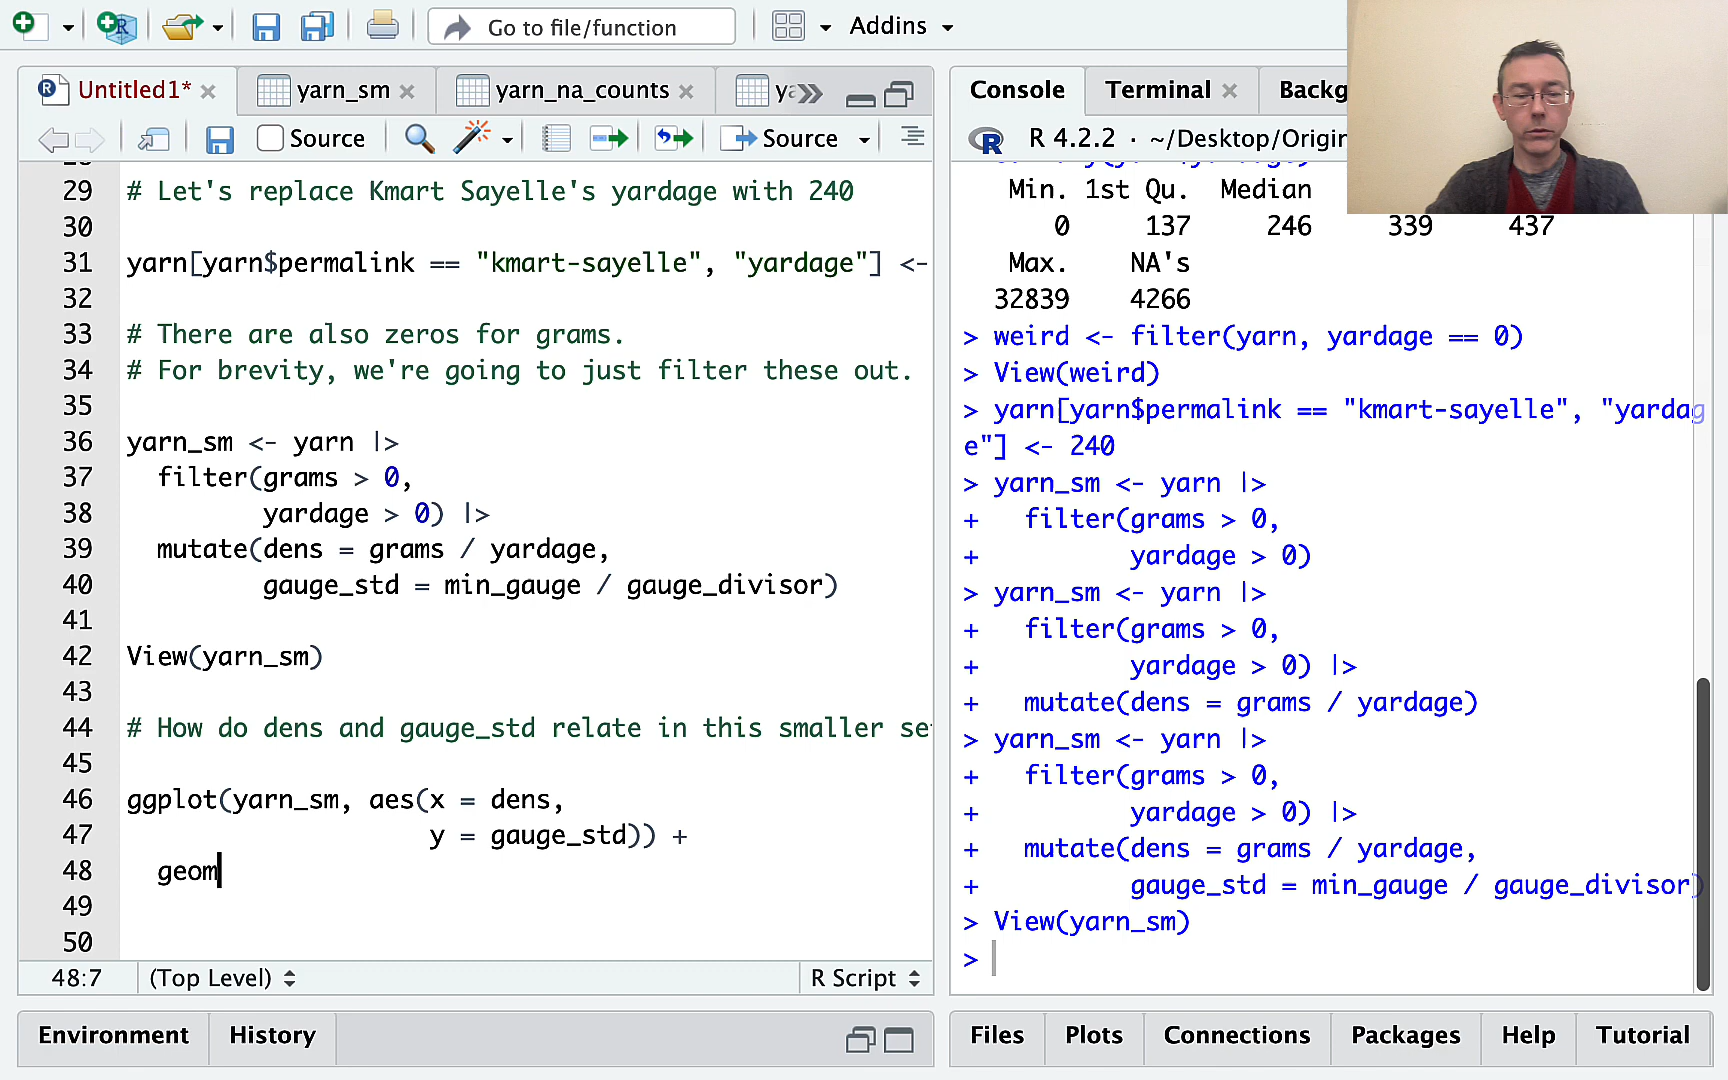 Go to file/function
Addins
Untitled1*
yarn_sm
yarn_na_counts
Source
Source
29 # Let's replace Kmart Sayelle's yardage with 240
30
31 yarn[yarn$permalink == "kmart-sayelle", "yardage"] <-
32
33 # There are also zeros for grams.
34 # For brevity, we're going to just filter these out.
35
36 yarn_sm <- yarn |>
37 filter(grams > 0,
38 yardage > 0) |>
39 mutate(dens = grams / yardage,
40 gauge_std = min_gauge / gauge_divisor)
41
42 View(yarn_sm)
43
44 # How do dens and gauge_std relate in this smaller se
45
46 ggplot(yarn_sm, aes(x = dens,
47 y = gauge_std)) +
48 geom
49
50
48:7 (Top Level) R Script
Environment History
Console Terminal Backg
R 4.2.2 · ~/Desktop/Origin
Min. 1st Qu. Median
0 137 246 339 437
Max. NA's
32839 4266
> weird <- filter(yarn, yardage == 0)
> View(weird)
> yarn[yarn$permalink == "kmart-sayelle", "yardag
e"] <- 240
> yarn_sm <- yarn |>
+ filter(grams > 0,
+ yardage > 0)
> yarn_sm <- yarn |>
+ filter(grams > 0,
+ yardage > 0) |>
+ mutate(dens = grams / yardage)
> yarn_sm <- yarn |>
+ filter(grams > 0,
+ yardage > 0) |>
+ mutate(dens = grams / yardage,
+ gauge_std = min_gauge / gauge_divisor)
> View(yarn_sm)
>
Files Plots Connections Packages Help Tutorial